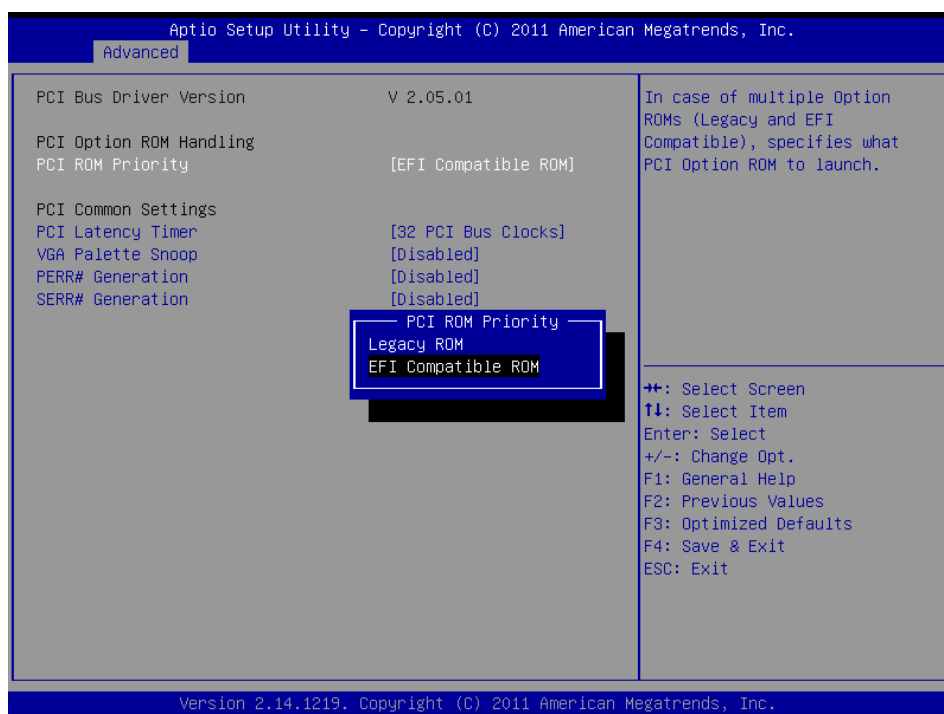 Aptio Setup Utility – Copyright (C) 2011 American Megatrends, Inc.
Advanced
PCI Bus Driver Version V 2.05.01
PCI Option ROM Handling
PCI ROM Priority [EFI Compatible ROM]
PCI Common Settings
PCI Latency Timer [32 PCI Bus Clocks]
VGA Palette Snoop [Disabled]
PERR# Generation [Disabled]
SERR# Generation [Disabled]
PCI ROM Priority
Legacy ROM
EFI Compatible ROM
In case of multiple Option
ROMs (Legacy and EFI
Compatible), specifies what
PCI Option ROM to launch.
→←: Select Screen
↑↓: Select Item
Enter: Select
+/-: Change Opt.
F1: General Help
F2: Previous Values
F3: Optimized Defaults
F4: Save & Exit
ESC: Exit
Version 2.14.1219. Copyright (C) 2011 American Megatrends, Inc.